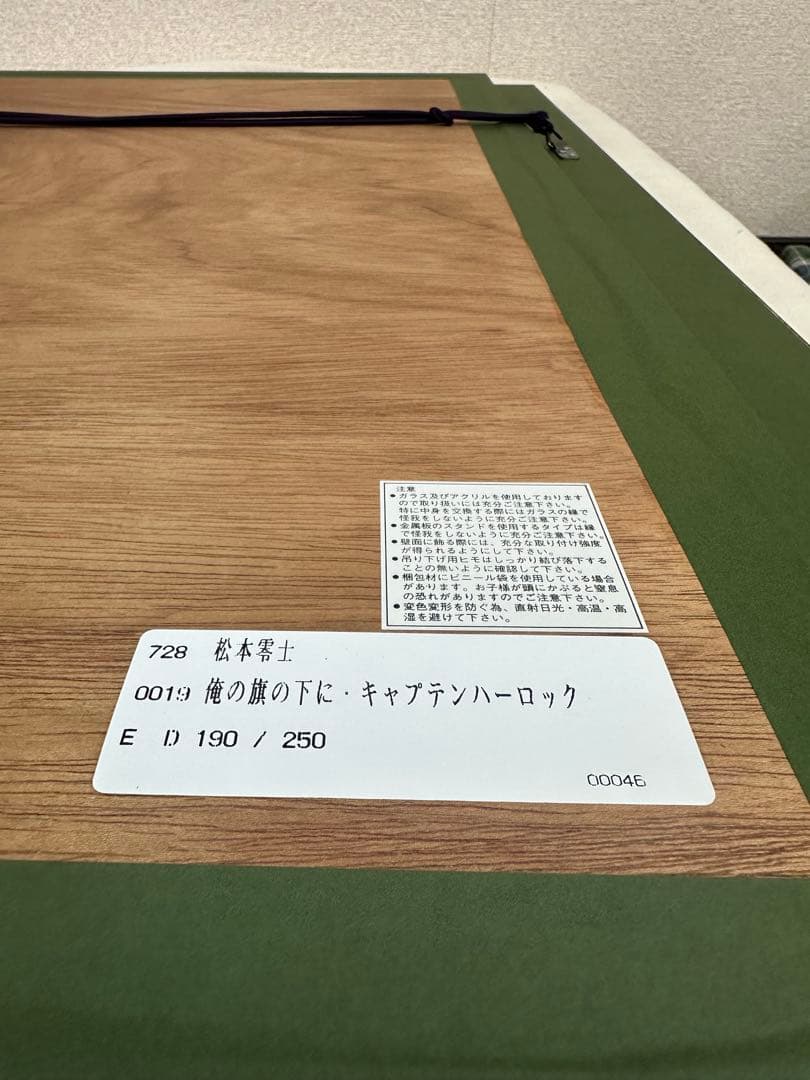 注意
●ガラス及びアクリルを使用しております
ので取り扱いには充分ご注意下さい。
特に中身を交換する際にはガラスの縁で
怪我をしないように充分ご注意下さい。
●金属板のスタンドを使用するタイプは縁
で怪我をしないように充分ご注意下さい。
●壁面に飾る際には、充分な取り付け強度
が得られるようにして下さい。
●吊り下げ用ヒモはしっかり結び落下する
ことの無いように確認して下さい。
●梱包材にビニール袋を使用している場合
があります。お子様が頭にかぶると窒息
の恐れがありますのでご注意下さい。
●変色変形を防ぐ為、直射日光・高温・高
湿を避けて下さい。
728 松本零士
0019 俺の旗の下に・キャプテンハーロック
E D 190 / 250
00046